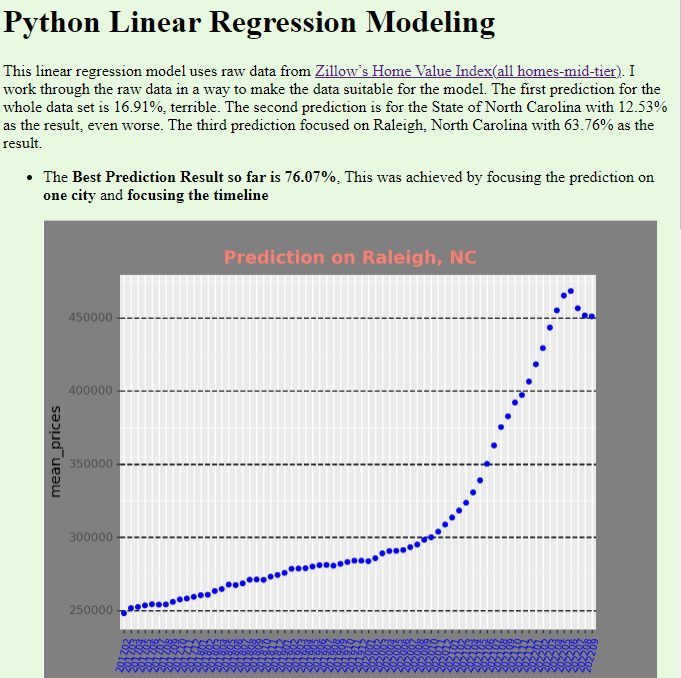 Python Linear Regression Modeling
This linear regression model uses raw data from Zillow’s Home Value Index(all homes-mid-tier). I
work through the raw data in a way to make the data suitable for the model. The first prediction for the
whole data set is 16.91%, terrible. The second prediction is for the State of North Carolina with 12.53%
as the result, even worse. The third prediction focused on Raleigh, North Carolina with 63.76% as the
result.
• The Best Prediction Result so far is 76.07%, This was achieved by focusing the prediction on
one city and focusing the timeline
Prediction on Raleigh, NC
450000
400000
350000
300000
250000
mean_prices